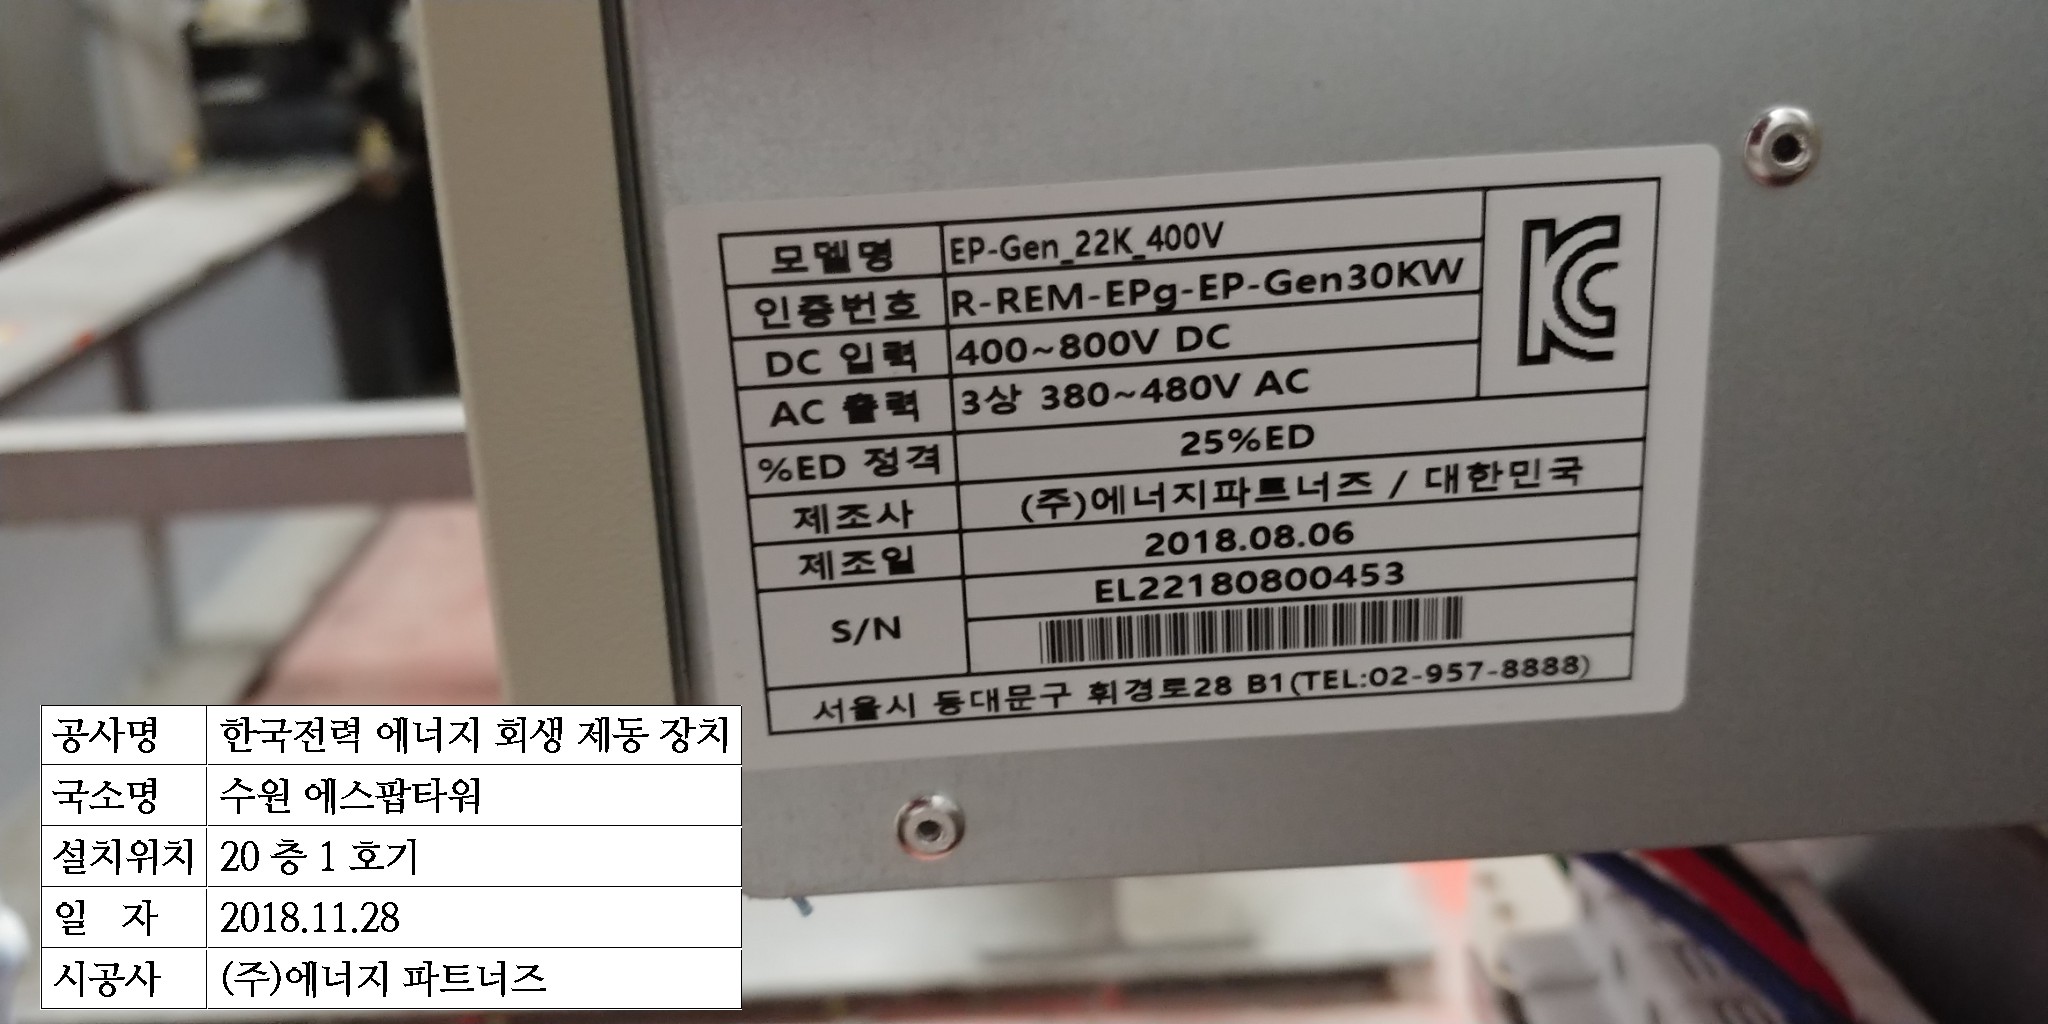 모델명 EP-Gen_22K_400V
인증번호 R-REM-EPg-EP-Gen30KW
DC 입력 400~800V DC
AC 출력 3상 380~480V AC
%ED 정격 25%ED
제조사 (주)에너지파트너즈 / 대한민국
제조일 2018.08.06
S/N EL22180800453
서울시 동대문구 휘경로28 B1(TEL:02-957-8888)
공사명 한국전력 에너지 회생 제동 장치
국소명 수원 에스팝타워
설치위치 20 층 1 호기
일 자 2018.11.28
시공사 (주)에너지 파트너즈